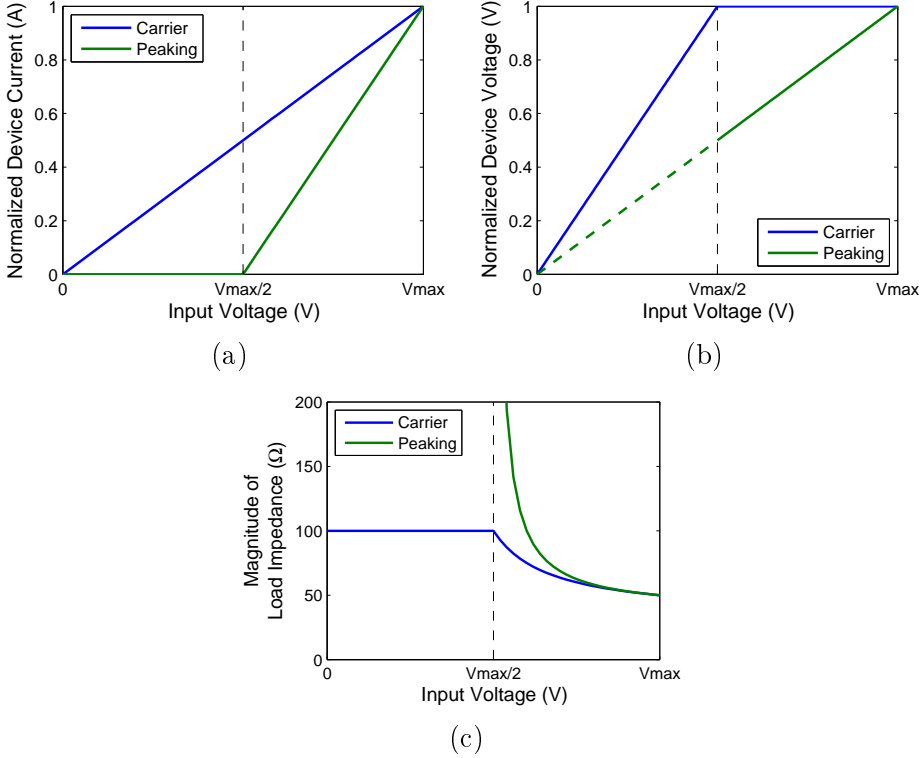 Normalized Device Current (A)
1
0.8
0.6
0.4
0.2
0
Carrier
Peaking
0
Vmax/2
Vmax
Input Voltage (V)
(a)
Normalized Device Voltage (V)
1
0.8
0.6
0.4
0.2
0
Carrier
Peaking
0
Vmax/2
Vmax
Input Voltage (V)
(b)
Magnitude of
Load Impedance (Ω)
200
150
100
50
0
Carrier
Peaking
0
Vmax/2
Vmax
Input Voltage (V)
(c)